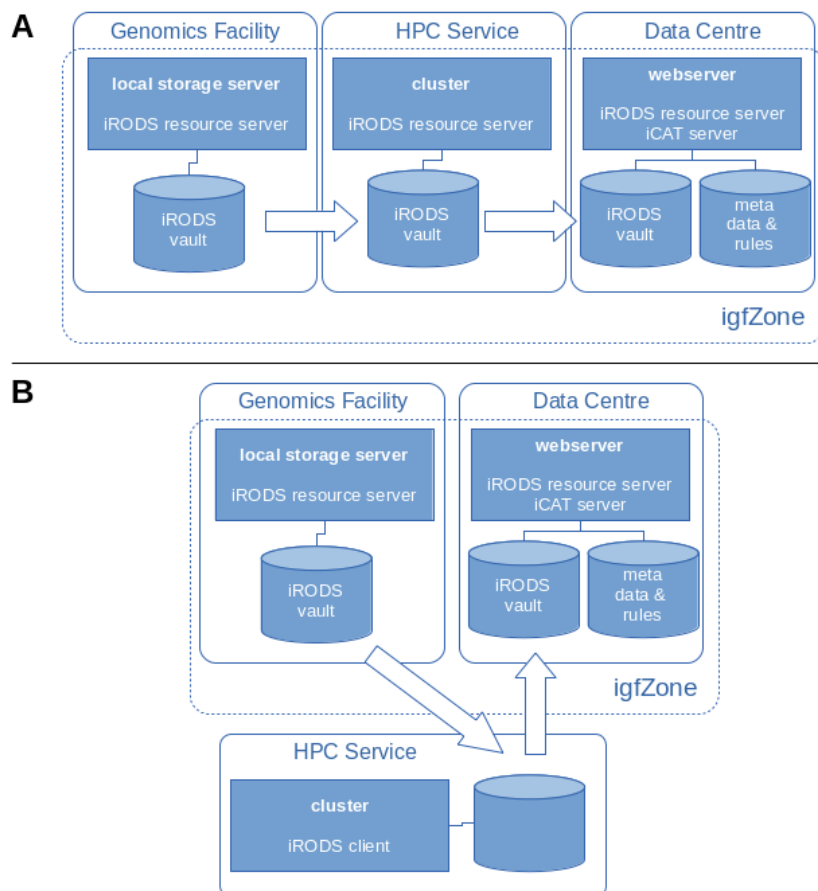 A
Genomics Facility
HPC Service
Data Centre
local storage server
iRODS resource server
cluster
iRODS resource server
webserver
iRODS resource server
iCAT server
iRODS
vault
iRODS
vault
iRODS
vault
meta
data &
rules
igfZone
B
Genomics Facility
Data Centre
local storage server
iRODS resource server
webserver
iRODS resource server
iCAT server
iRODS
vault
iRODS
vault
meta
data &
rules
igfZone
HPC Service
cluster
iRODS client